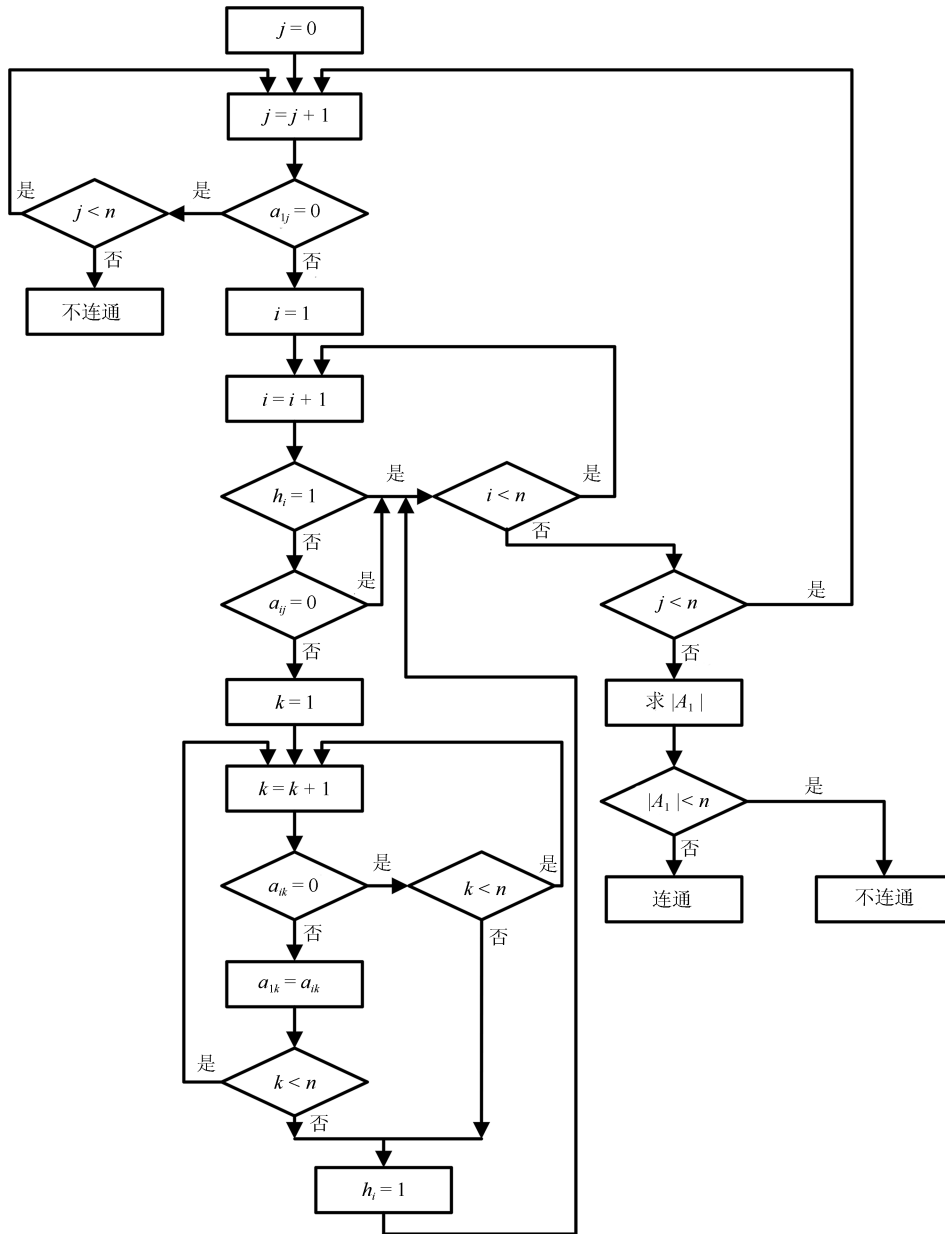 j = 0
j = j + 1
是
j < n
是
a₁ⱼ = 0
否
否
不连通
i = 1
i = i + 1
hᵢ = 1
是
i < n
是
否
否
aᵢⱼ = 0
是
j < n
是
否
否
k = 1
求 |A₁|
k = k + 1
|A₁| < n
是
否
aᵢₖ = 0
是
k < n
是
连通
不连通
否
否
a₁ₖ = aᵢₖ
是
k < n
否
hᵢ = 1